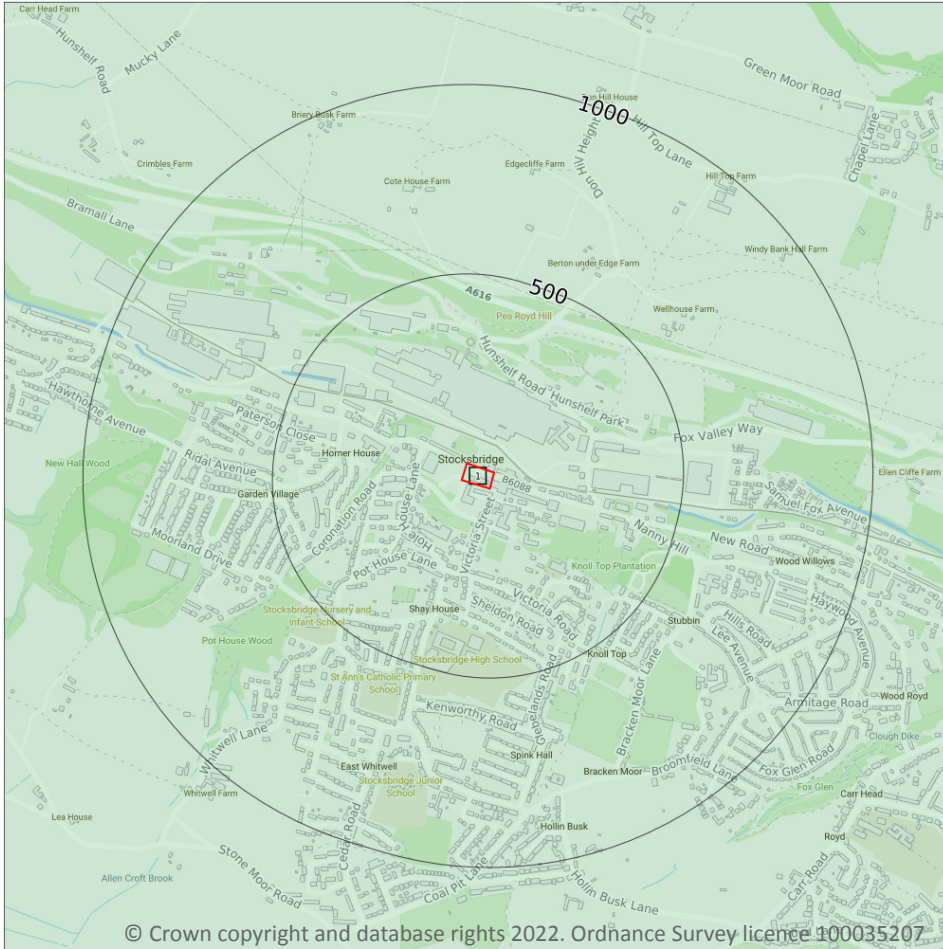 Carr Head Farm
Hunshelf Road
Mucky Lane
Green Moor Road
Don Hill House
1000
Briery Busk Farm
Hill Top Lane
Chapel Lane
Crimbles Farm
Edgecliffe Farm
Don Hill Height
Cote House Farm
Hill Top Farm
Bramall Lane
Windy Bank Hall Farm
Berton under Edge Farm
500
A616
Pea Royd Hill
Wellhouse Farm
Hunshelf Road
Hunshelf Park
Hawthorne Avenue
Paterson Close
Fox Valley Way
Horner House
Stocksbridge
New Hall Wood
Ridal Avenue
House Lane
1
B6088
Ellen Cliffe Farm
Garden Village
Coronation Road
Samuel Fox Avenue
Victoria Street
Moorland Drive
Hole H
Nanny Hill
New Road
Pot House Lane
Knoll Top Plantation
Wood Willows
Stocksbridge Nursery and
Infant School
Shay House
Sheldon Road
Victoria Road
Haywood Avenue
Hills Road
Stubbin
Lee Avenue
Pot House Wood
Stocksbridge High School
Knoll Top
St Ann's Catholic Primary
School
Glebelands Road
Bracken Moor Lane
Wood Royd
Kenworthy Road
Armitage Road
Whitwell Lane
Clough Dike
Spink Hall
East Whitwell
Bracken Moor
Broomfield Lane
Fox Glen Road
Stocksbridge Junior
School
Whitwell Farm
Fox Glen
Carr Head
Lea House
Cedar Road
Hollin Busk
Royd
Stone Moor Road
Coal Pit Lane
Allen Croft Brook
Hollin Busk Lane
Carr Road
© Crown copyright and database rights 2022. Ordnance Survey licence 100035207